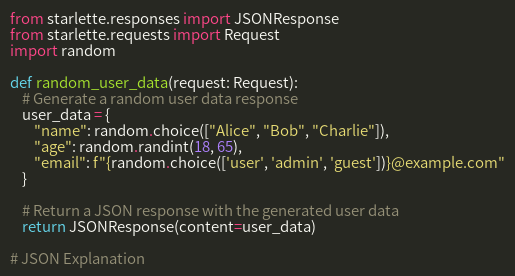 from starlette.responses import JSONResponse
from starlette.requests import Request
import random

def random_user_data(request: Request):
    # Generate a random user data response
    user_data = {
        "name": random.choice(["Alice", "Bob", "Charlie"]),
        "age": random.randint(18, 65),
        "email": f"{random.choice(['user', 'admin', 'guest'])}@example.com"
    }

    # Return a JSON response with the generated user data
    return JSONResponse(content=user_data)

# JSON Explanation